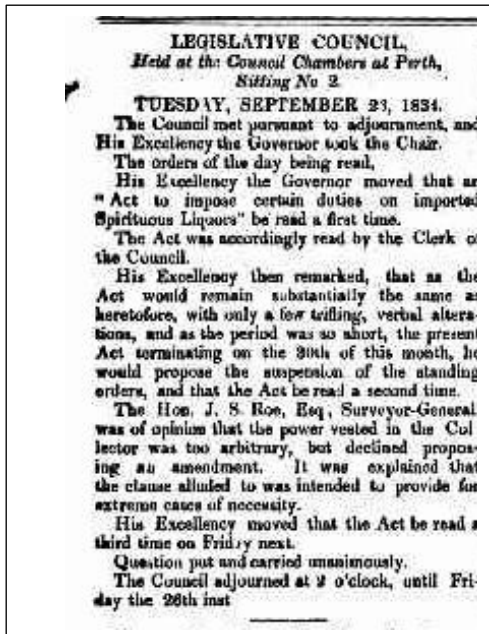 LEGISLATIVE COUNCIL,
Held at the Council Chambers at Perth,
Sitting No 2.
TUESDAY, SEPTEMBER 23, 1834.
The Council met pursuant to adjournment, and
His Excellency the Governor took the Chair.
The orders of the day being read,
His Excellency the Governor moved that an
"Act to impose certain duties on imported
Spirituous Liquors" be read a first time.
The Act was accordingly read by the Clerk of
the Council.
His Excellency then remarked, that as the
Act would remain substantially the same as
heretofore, with only a few trifling, verbal altera-
tions, and as the period was so short, the present
Act terminating on the 30th of this month, he
would propose the suspension of the standing
orders, and that the Act be read a second time.
The Hon. J. S. Roe, Esq, Surveyor-General
was of opinion that the power vested in the Col
lector was too arbitrary, but declined propos-
ing an amendment. It was explained that
the clause alluded to was intended to provide for
extreme cases of necessity.
His Excellency moved that the Act be read a
third time on Friday next.
Question put and carried unanimously.
The Council adjourned at 2 o'clock, until Fri-
day the 26th inst